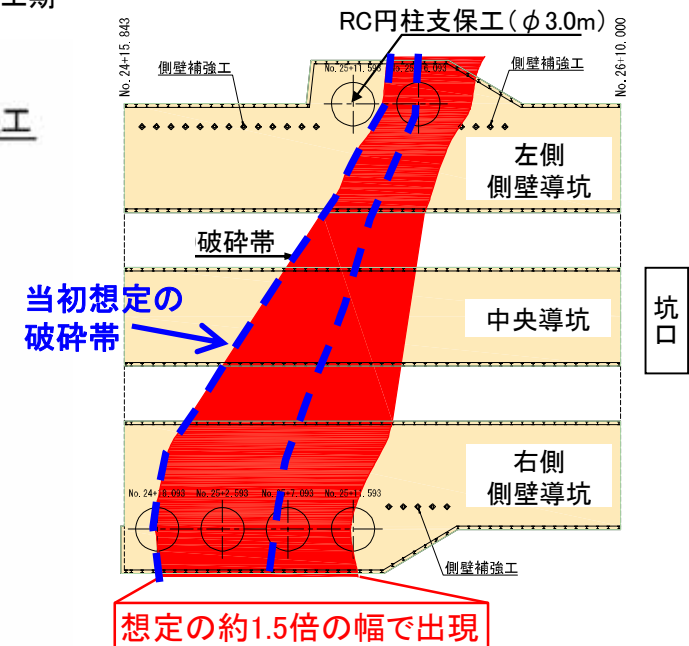 工期
工
No.24+15.843
RC円柱支保工(φ3.0m)
No.26+10.000
側壁補強工
No.25+11.593
側壁補強工
左側
側壁導坑
破砕帯
当初想定の
破砕帯
中央導坑
坑口
右側
側壁導坑
No.25+2.593
No.25+11.593
側壁補強工
想定の約1.5倍の幅で出現